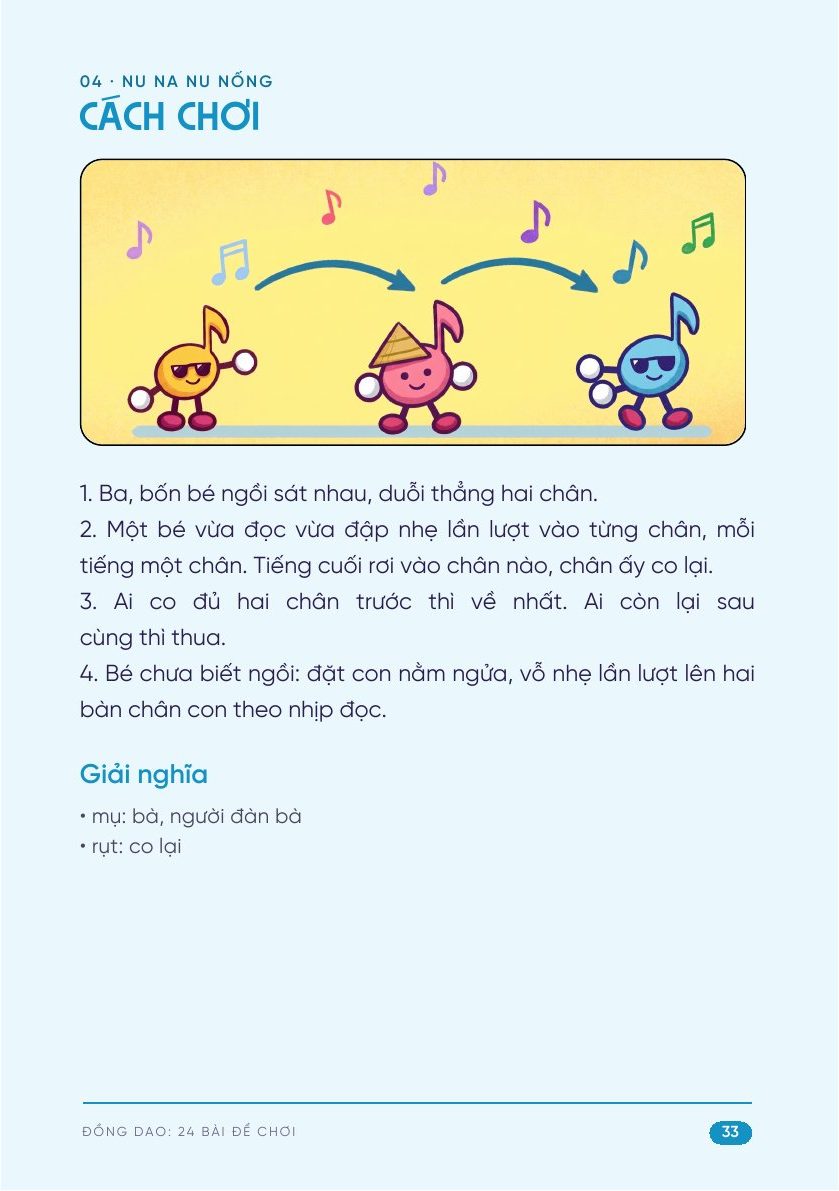 04 · NU NA NU NỐNG
CÁCH CHƠI
1. Ba, bốn bé ngồi sát nhau, duỗi thẳng hai chân.
2. Một bé vừa đọc vừa đập nhẹ lần lượt vào từng chân, mỗi
tiếng một chân. Tiếng cuối rơi vào chân nào, chân ấy co lại.
3. Ai co đủ hai chân trước thì về nhất. Ai còn lại sau
cùng thì thua.
4. Bé chưa biết ngồi: đặt con nằm ngửa, vỗ nhẹ lần lượt lên hai
bàn chân con theo nhịp đọc.
Giải nghĩa
• mụ: bà, người đàn bà
• rụt: co lại
ĐỒNG DAO: 24 BÀI ĐỂ CHƠI
33